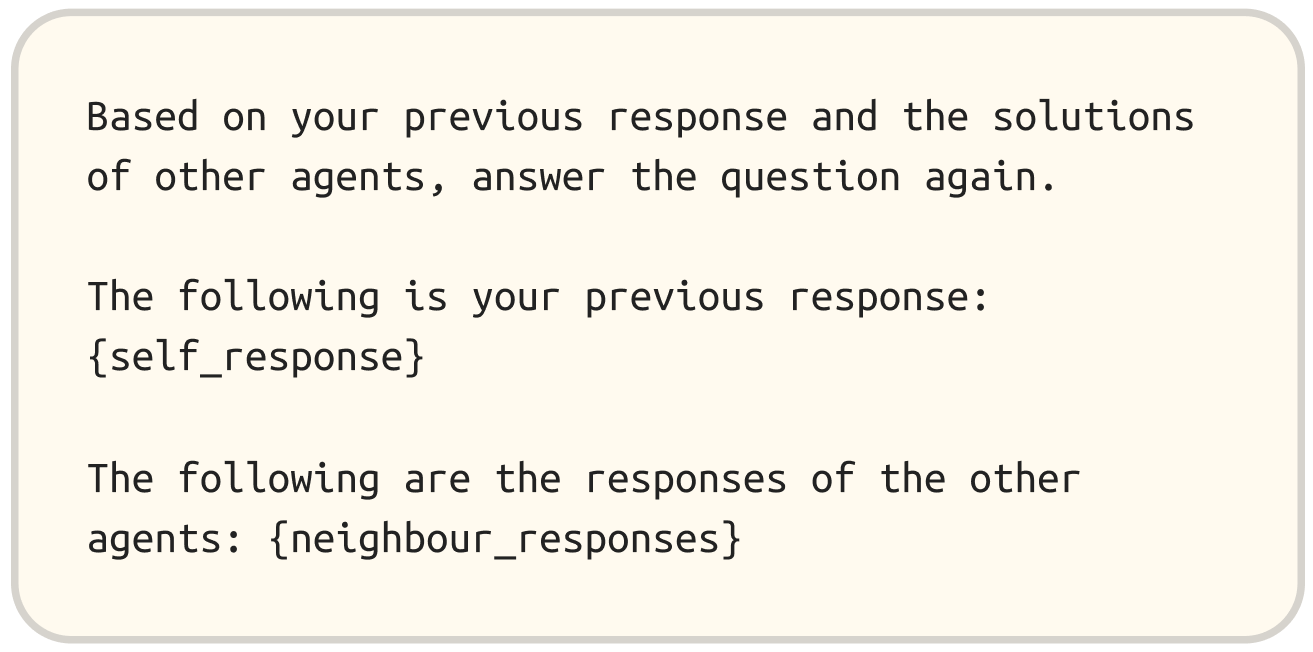 Based on your previous response and the solutions
of other agents, answer the question again.
The following is your previous response:
{self_response}
The following are the responses of the other
agents: {neighbour_responses}